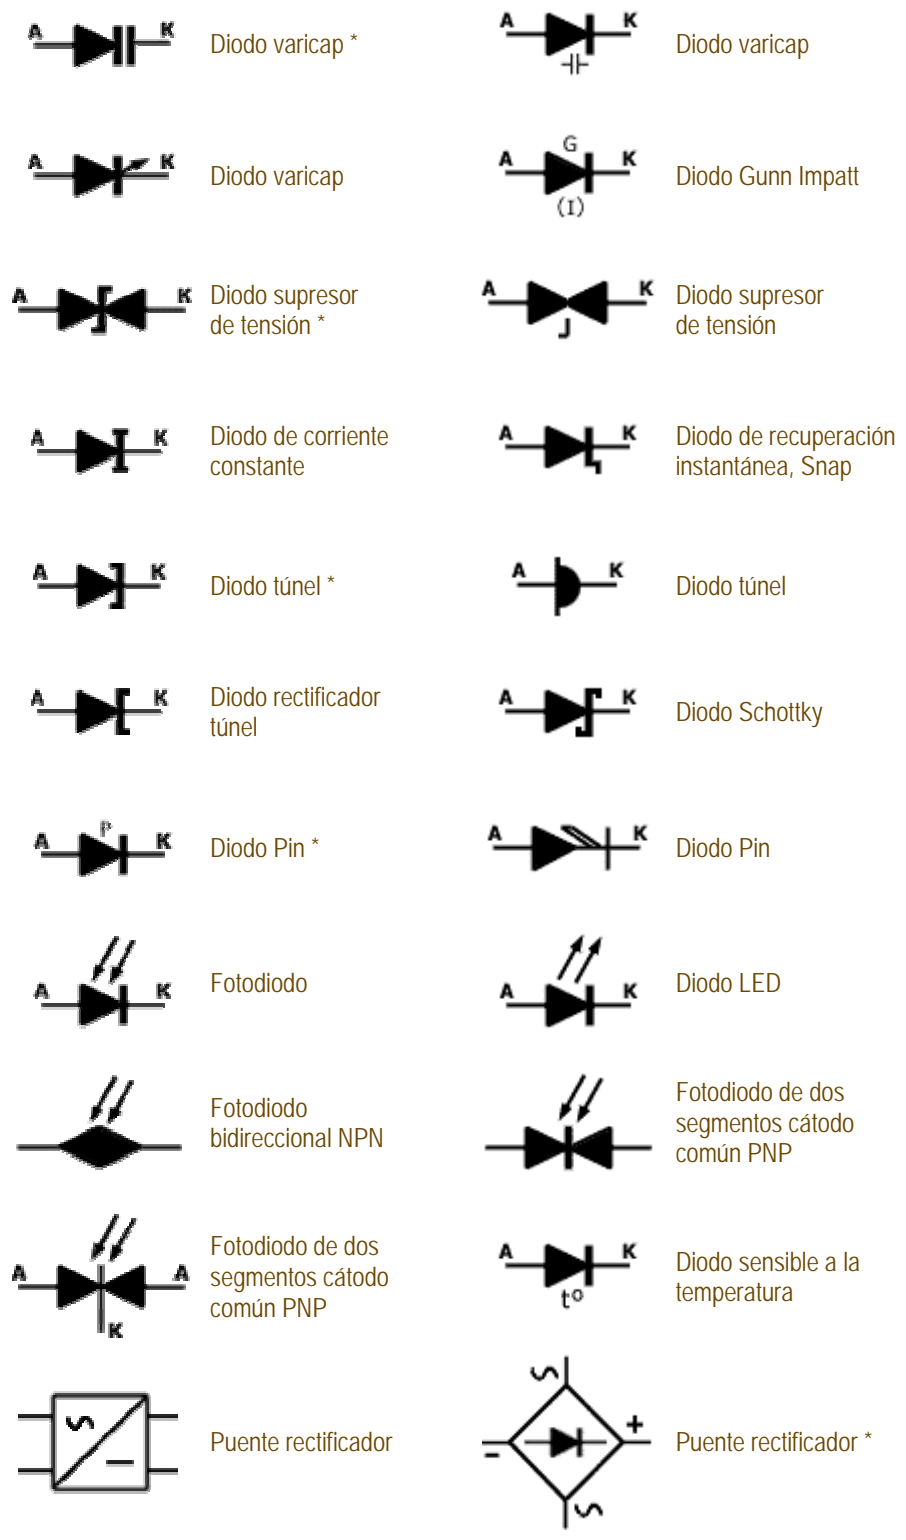 A K Diodo varicap *
A K Diodo varicap
A K Diodo varicap
A G K (I) Diodo Gunn Impatt
A K Diodo supresor
de tensión *
A K Diodo supresor
de tensión
A K Diodo de corriente
constante
A K Diodo de recuperación
instantánea, Snap
A K Diodo túnel *
A K Diodo túnel
A K Diodo rectificador
túnel
A K Diodo Schottky
A P K Diodo Pin *
A K Diodo Pin
A K Fotodiodo
A K Diodo LED
Fotodiodo
bidireccional NPN
Fotodiodo de dos
segmentos cátodo
común PNP
A A K Fotodiodo de dos
segmentos cátodo
común PNP
A K tº Diodo sensible a la
temperatura
Puente rectificador
- + Puente rectificador *